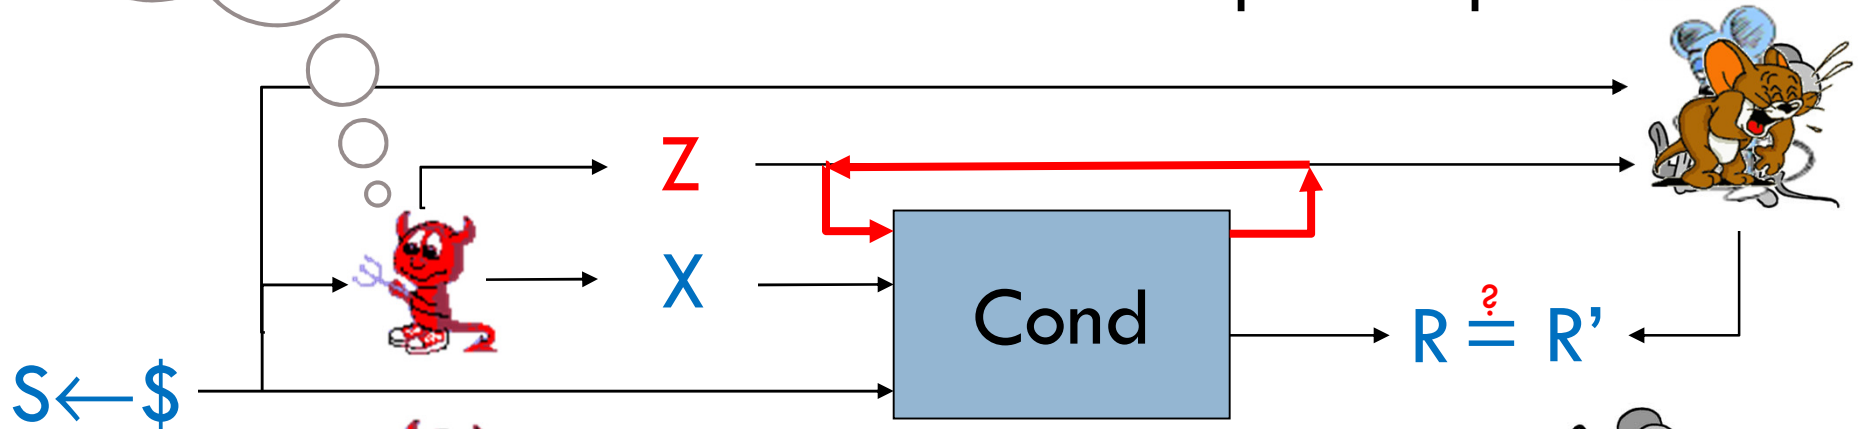 Z
X
Cond
R ?= R’
S←$